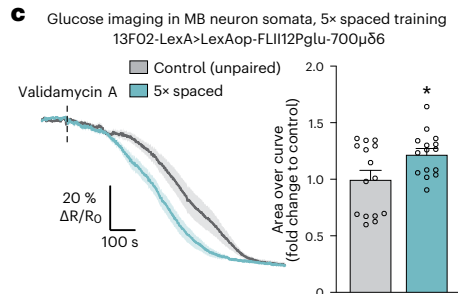 c
Glucose imaging in MB neuron somata, 5× spaced training
13F02-LexA>LexAop-FLII12Pglu-700μδ6
Control (unpaired)
5× spaced
Validamycin A
20 %
ΔR/R0
100 s
Area over curve
(fold change to control)
2.0
1.5
1.0
0.5
0
*